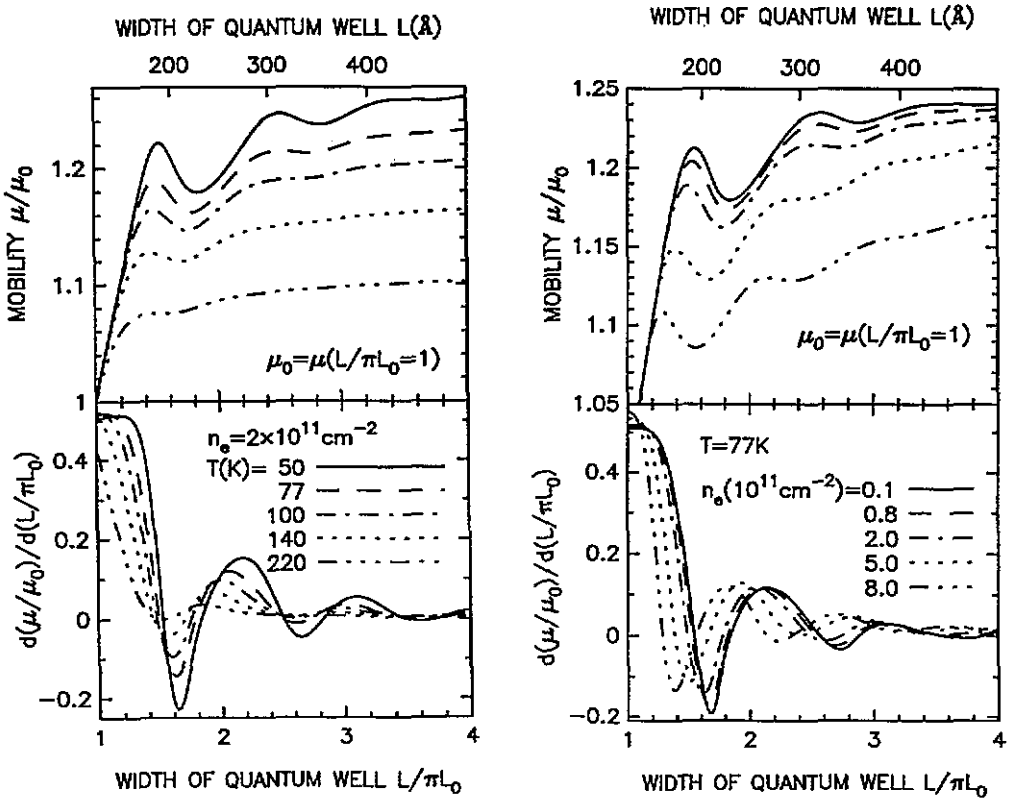 WIDTH OF QUANTUM WELL L(Å)
200 300 400
1.2
1.1
1
MOBILITY μ/μ₀
μ₀=μ(L/πL₀=1)
0.4
0.2
0
−0.2
d(μ/μ₀)/d(L/πL₀)
nₑ=2×10¹¹cm⁻²
T(K)= 50
77
100
140
220
1 2 3 4
WIDTH OF QUANTUM WELL L/πL₀
WIDTH OF QUANTUM WELL L(Å)
200 300 400
1.25
1.20
1.15
1.10
1.05
MOBILITY μ/μ₀
μ₀=μ(L/πL₀=1)
0.4
0.2
0
−0.2
d(μ/μ₀)/d(L/πL₀)
T=77K
nₑ(10¹¹cm⁻²)=0.1
0.8
2.0
5.0
8.0
1 2 3 4
WIDTH OF QUANTUM WELL L/πL₀